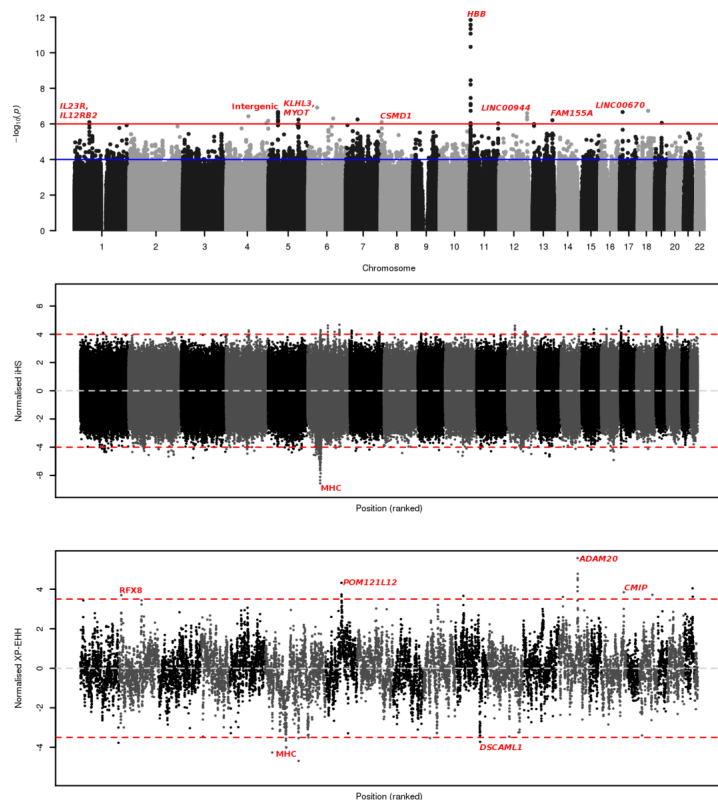 12
10
8
6
4
2
0
−log10(p)
HBB
IL23R,
IL12RB2
Intergenic
KLHL3,
MYOT
CSMD1
LINC00944
FAM155A
LINC00670
1 2 3 4 5 6 7 8 9 10 11 12 13 14 15 16 17 18 20 22
Chromosome
6
4
2
0
-2
-4
-6
Normalised iHS
MHC
Position (ranked)
4
2
0
-2
-4
Normalised XP-EHH
RFX8
POM121L12
ADAM20
CMIP
MHC
DSCAML1
Position (ranked)